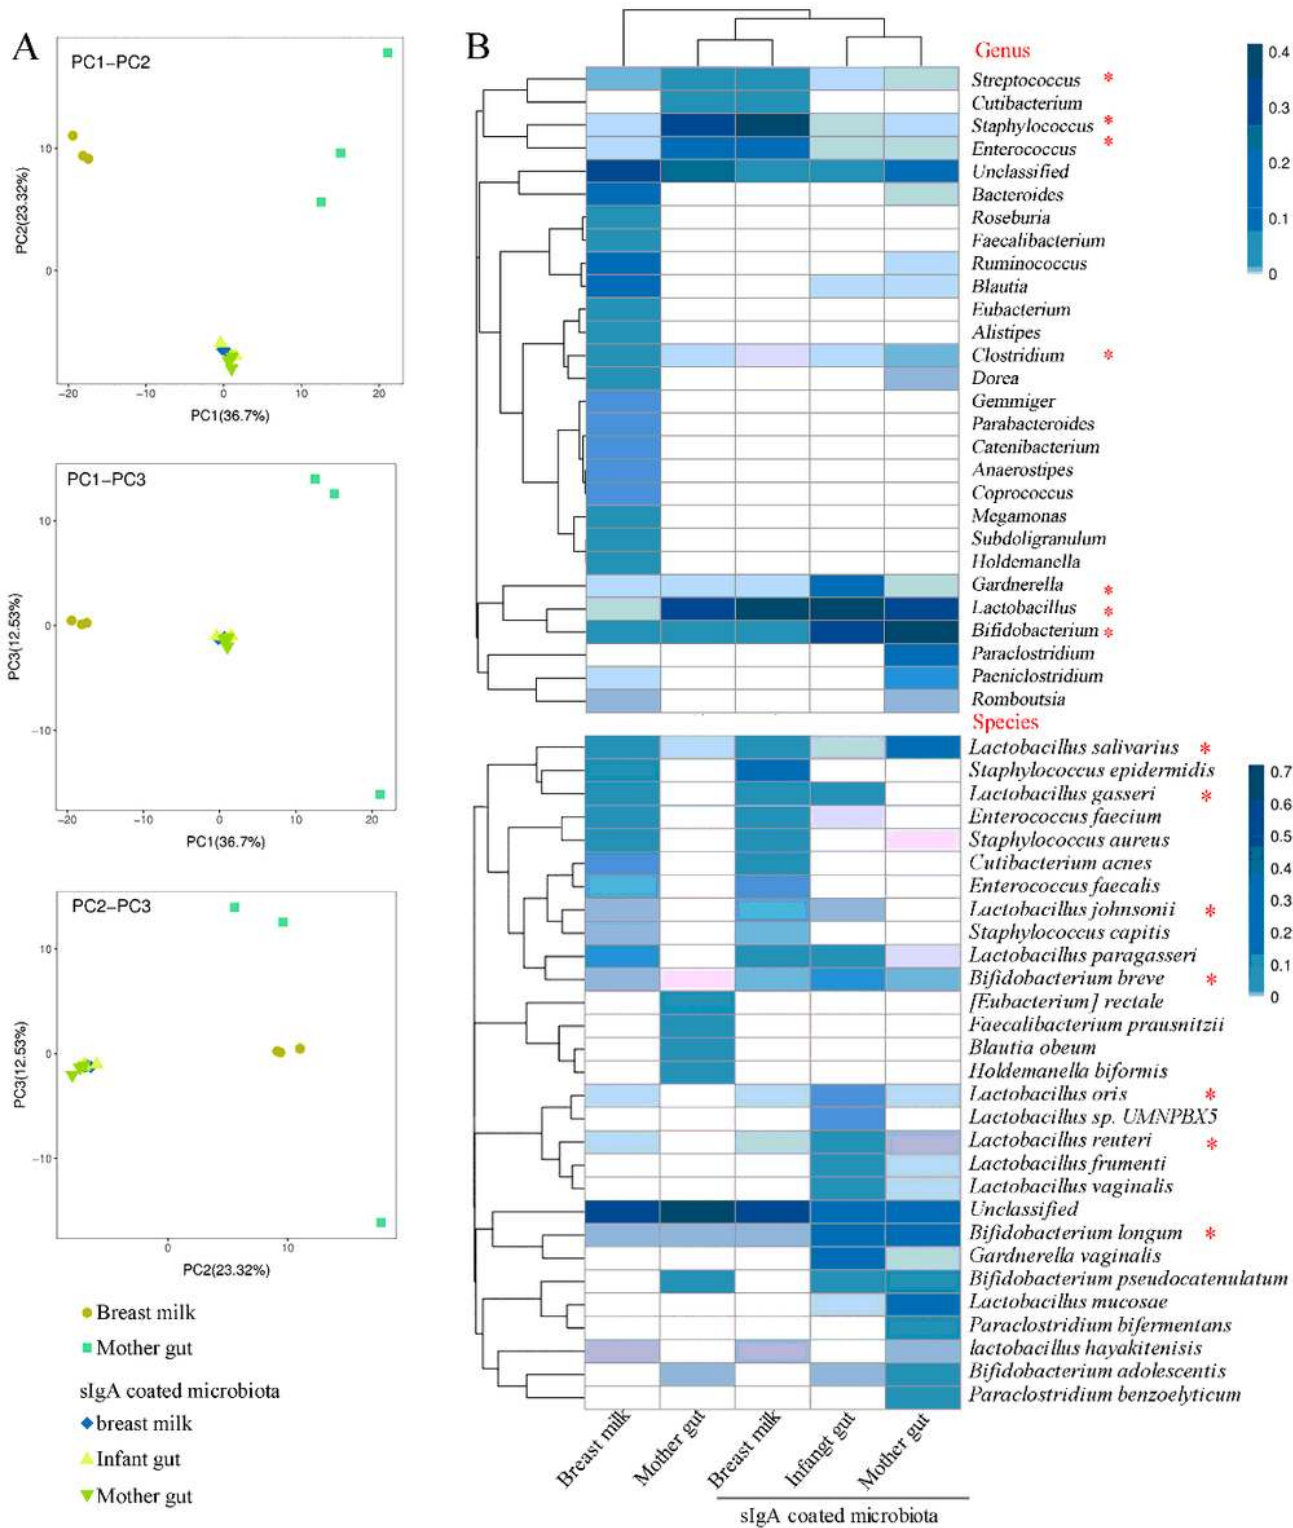 A
PC1−PC2
10
0
PC2(23.32%)
−20
−10
0
10
20
PC1(36.7%)
PC1−PC3
10
0
−10
PC3(12.53%)
−20
−10
0
10
20
PC1(36.7%)
PC2−PC3
10
0
−10
PC3(12.53%)
0
10
PC2(23.32%)
Breast milk
Mother gut
sIgA coated microbiota
breast milk
Infant gut
Mother gut
B
Genus
Streptococcus *
Cutibacterium
Staphylococcus *
Enterococcus *
Unclassified
Bacteroides
Roseburia
Faecalibacterium
Ruminococcus
Blautia
Eubacterium
Alistipes
Clostridium *
Dorea
Gemmiger
Parabacteroides
Catenibacterium
Anaerostipes
Coprococcus
Megamonas
Subdoligranulum
Holdemanella
Gardnerella *
Lactobacillus *
Bifidobacterium *
Paraclostridium
Paeniclostridium
Romboutsia
0.4
0.3
0.2
0.1
0
Species
Lactobacillus salivarius *
Staphylococcus epidermidis
Lactobacillus gasseri *
Enterococcus faecium
Staphylococcus aureus
Cutibacterium acnes
Enterococcus faecalis
Lactobacillus johnsonii *
Staphylococcus capitis
Lactobacillus paragasseri
Bifidobacterium breve *
[Eubacterium] rectale
Faecalibacterium prausnitzii
Blautia obeum
Holdemanella biformis
Lactobacillus oris *
Lactobacillus sp. UMNPBX5
Lactobacillus reuteri *
Lactobacillus frumenti
Lactobacillus vaginalis
Unclassified
Bifidobacterium longum *
Gardnerella vaginalis
Bifidobacterium pseudocatenulatum
Lactobacillus mucosae
Paraclostridium bifermentans
lactobacillus hayakitenisis
Bifidobacterium adolescentis
Paraclostridium benzoelyticum
0.7
0.6
0.5
0.4
0.3
0.2
0.1
0
Breast milk
Mother gut
Breast milk
Infangt gut
Mother gut
sIgA coated microbiota